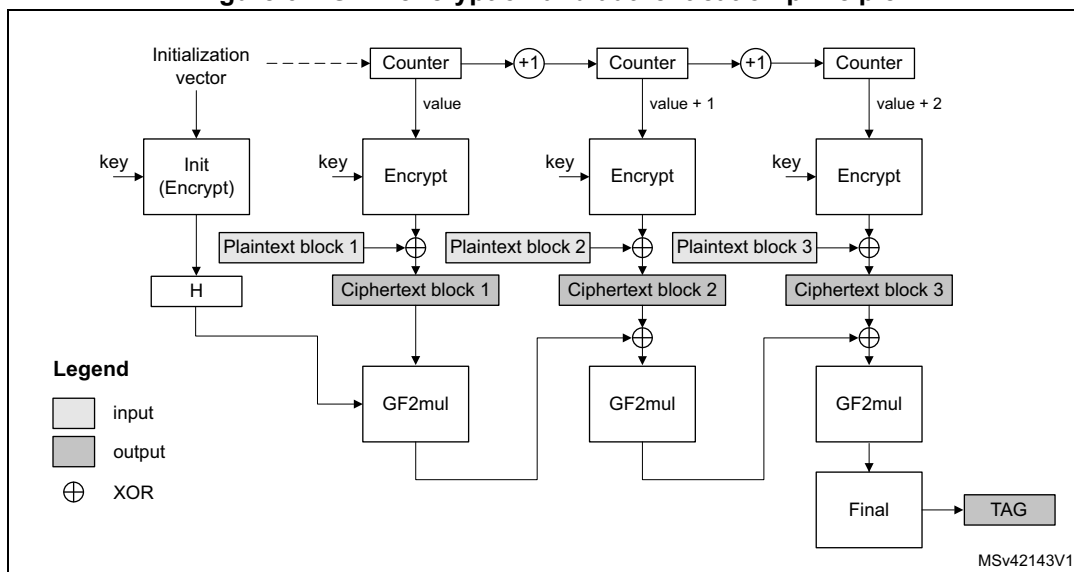 Initialization
vector
Counter
+1
Counter
+1
Counter
value
value + 1
value + 2
key
Init
(Encrypt)
key
Encrypt
key
Encrypt
key
Encrypt
Plaintext block 1
Plaintext block 2
Plaintext block 3
H
Ciphertext block 1
Ciphertext block 2
Ciphertext block 3
Legend
input
output
XOR
GF2mul
GF2mul
GF2mul
Final
TAG
MSv42143V1